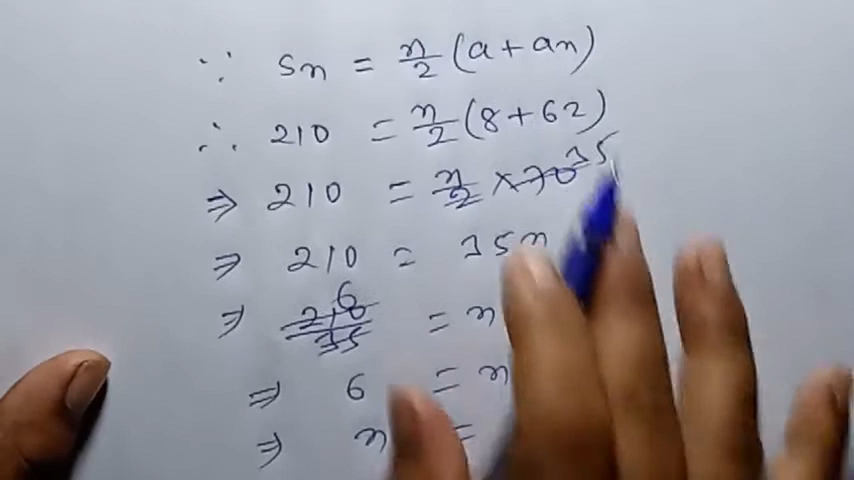 ∵ Sn = n/2 (a + an)
∴ 210 = n/2 (8 + 62)
⇒ 210 = n/2 × 70 35
⇒ 210 = 35n
⇒ 210/35 6 = n
⇒ 6 = n
⇒ n =